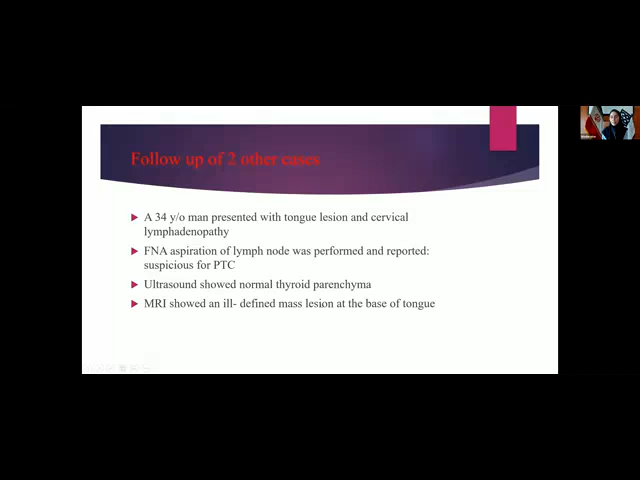 Follow up of 2 other cases
A 34 y/o man presented with tongue lesion and cervical
lymphadenopathy
FNA aspiration of lymph node was performed and reported:
suspicious for PTC
Ultrasound showed normal thyroid parenchyma
MRI showed an ill- defined mass lesion at the base of tongue